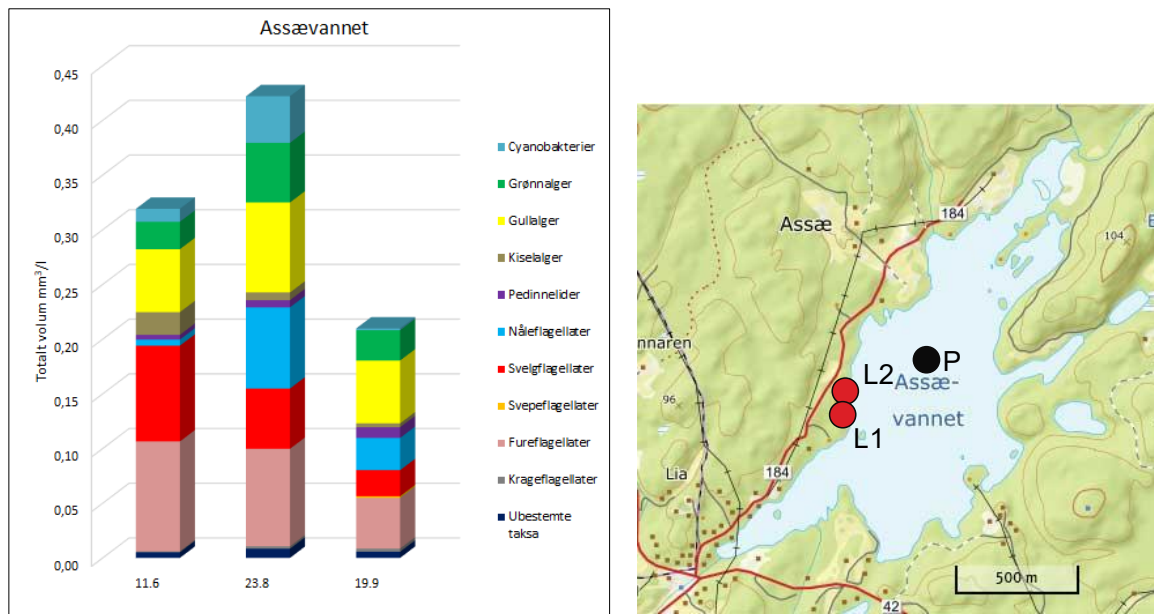 Assævannet
Totalt volum mm³/l
0,45
0,40
0,35
0,30
0,25
0,20
0,15
0,10
0,05
0,00
11.6
23.8
19.9
Cyanobakterier
Grønnalger
Gullalger
Kiselalger
Pedinnelider
Nåleflagellater
Svelgflagellater
Svepeflagellater
Fureflagellater
Krageflagellater
Ubestemte
taksa
184
Assæ
104
nnaren
P
L2
Assæ-
vannet
96
L1
Lia
184
500 m
42